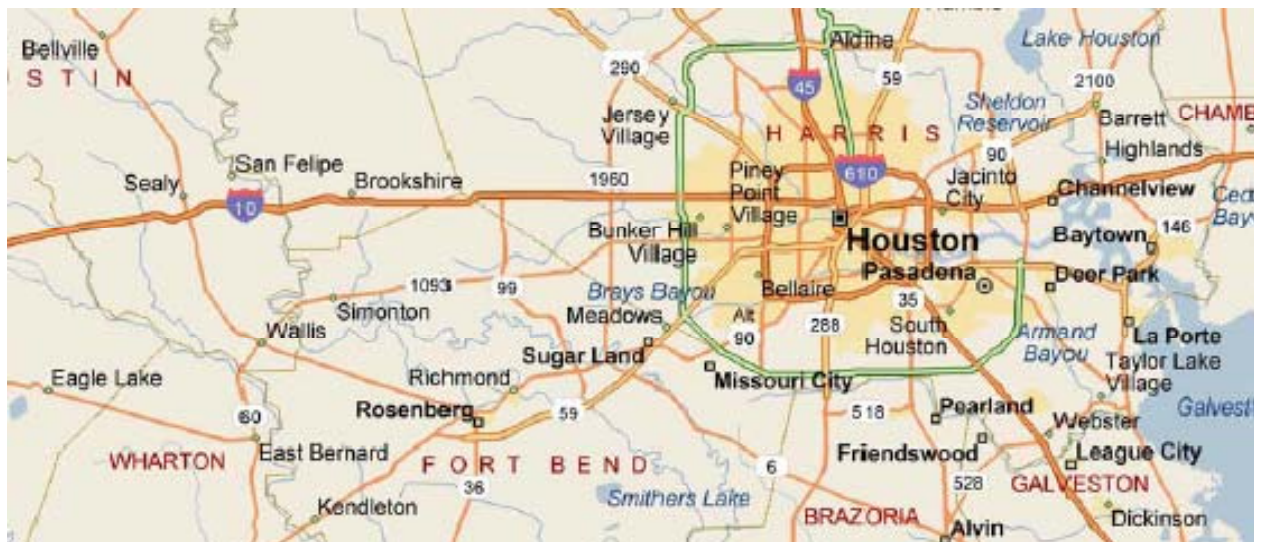 Bellville
Aldine
Lake Houston
S T I N
290
59
2100
45
Jersey
Village
Sheldon
Reservoir
Barrett
CHAMB
H A R R I S
90
Highlands
San Felipe
Sealy
Brookshire
1960
Piney
Point
Village
610
Jacinto
City
Channelview
10
Bunker Hill
Village
Houston
146
Baytown
Pasadena
Deer Park
1093
99
Brays Bayou
Bellaire
35
Simonton
Meadows
Alt
90
288
South
Houston
Armand
Bayou
Wallis
Sugar Land
La Porte
Taylor Lake
Village
Eagle Lake
Richmond
Missouri City
Rosenberg
59
518
Pearland
Galvest
60
Webster
East Bernard
Friendswood
League City
WHARTON
F O R T B E N D
6
36
528
GALVESTON
Smithers Lake
Kendleton
BRAZORIA
Dickinson
Alvin